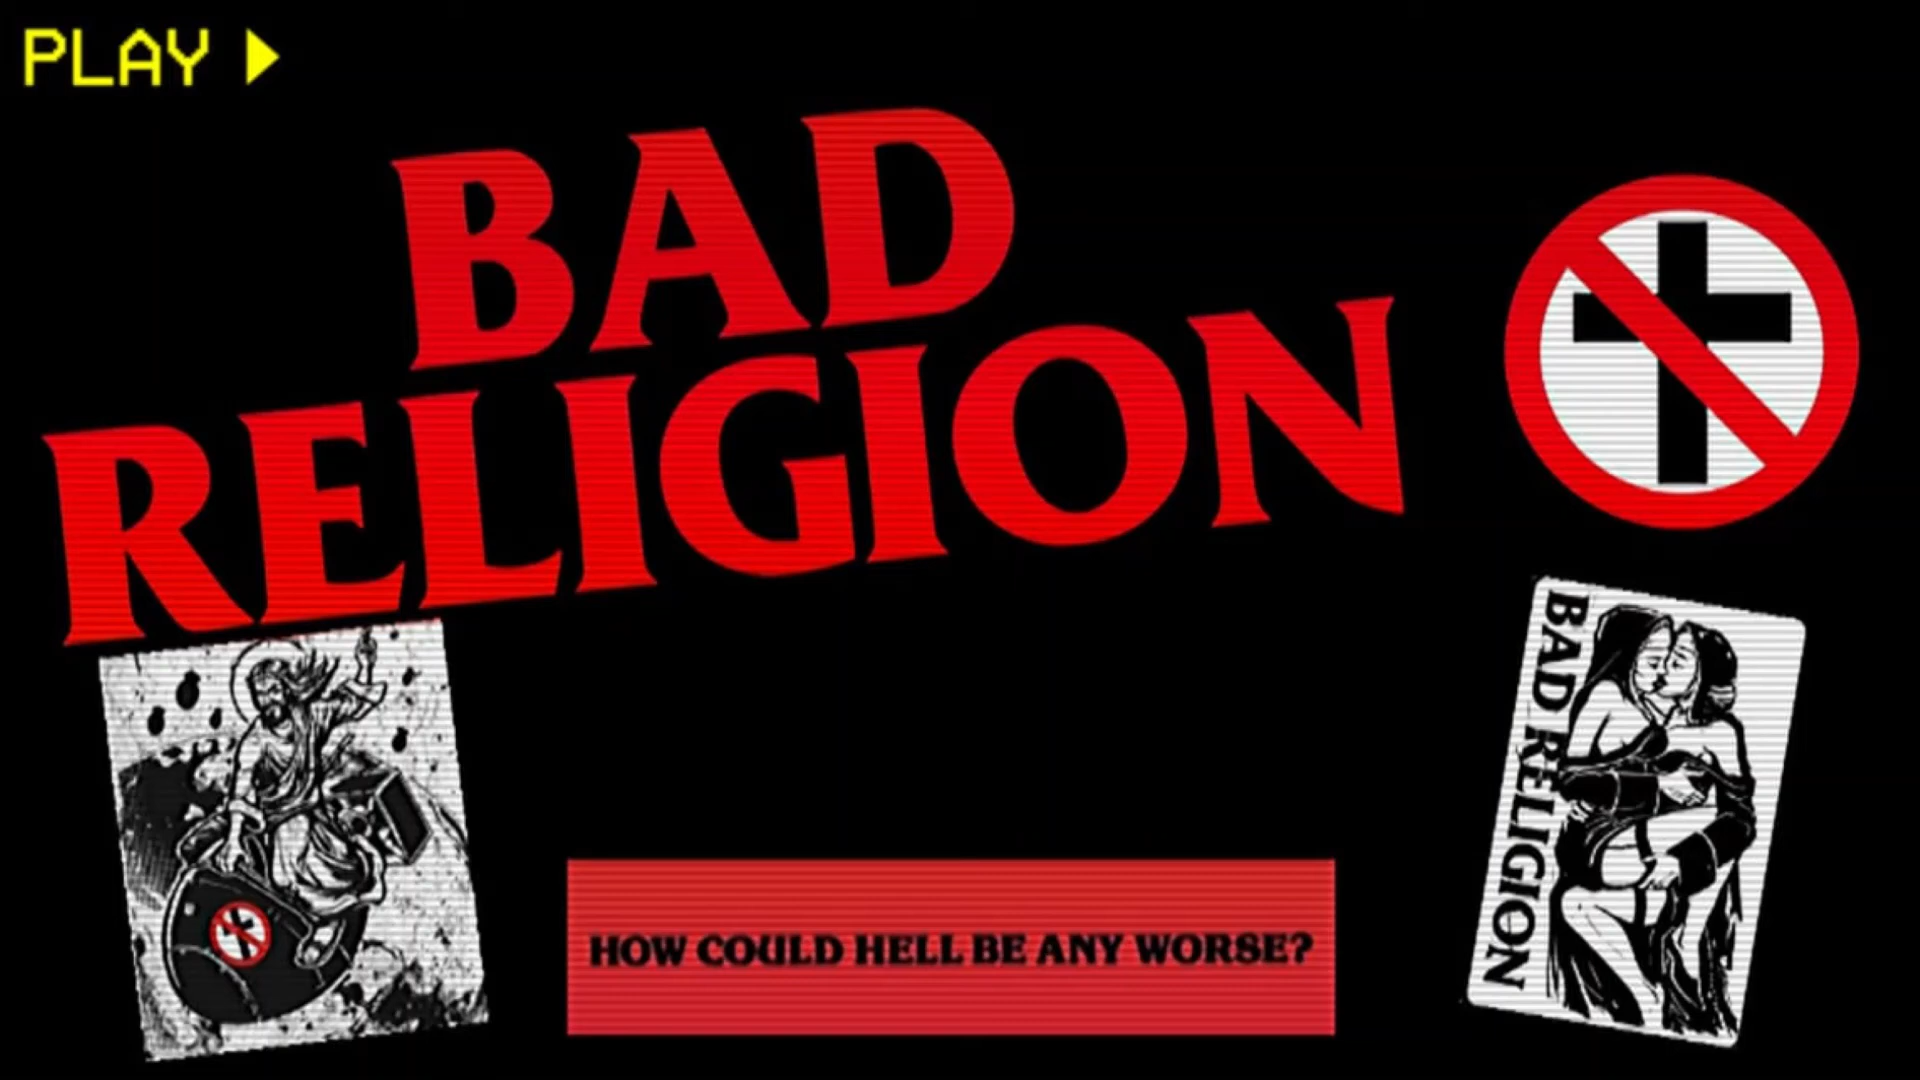 PLAY
BAD
RELIGION
BAD RELIGION
HOW COULD HELL BE ANY WORSE?